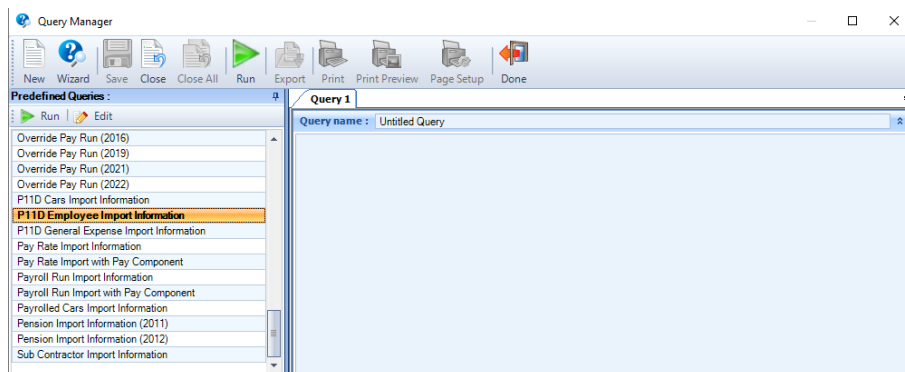 Query Manager
New Wizard Save Close Close All Run Export Print Print Preview Page Setup Done
Predefined Queries :
Run Edit
Override Pay Run (2016)
Override Pay Run (2019)
Override Pay Run (2021)
Override Pay Run (2022)
P11D Cars Import Information
P11D Employee Import Information
P11D General Expense Import Information
Pay Rate Import Information
Pay Rate Import with Pay Component
Payroll Run Import Information
Payroll Run Import with Pay Component
Payrolled Cars Import Information
Pension Import Information (2011)
Pension Import Information (2012)
Sub Contractor Import Information
Query 1
Query name : Untitled Query